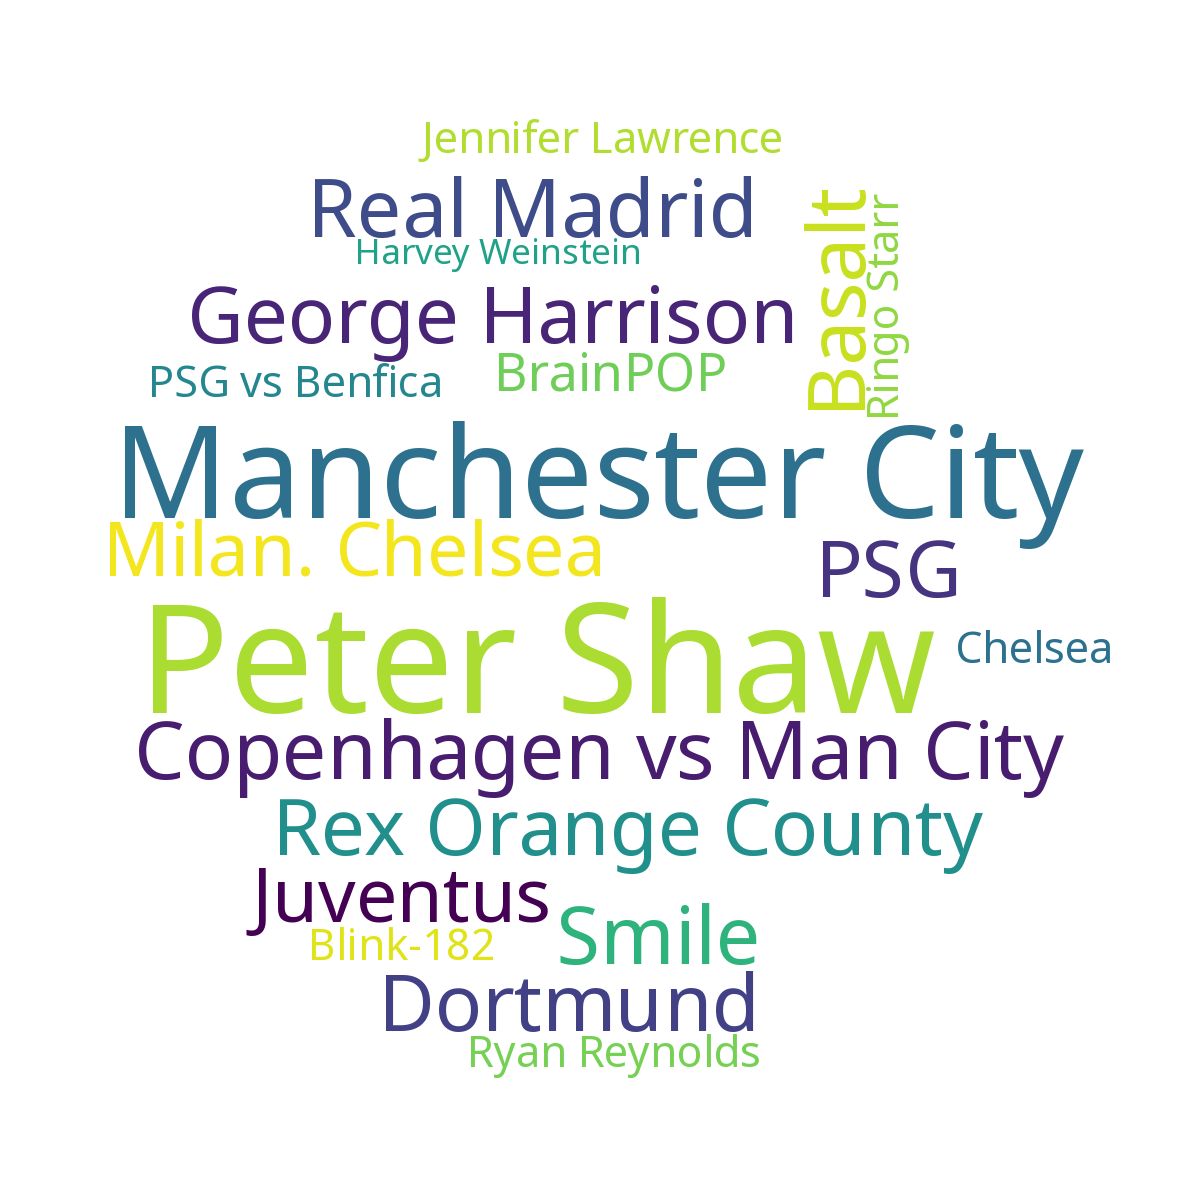 Jennifer Lawrence
Real Madrid
Harvey Weinstein
Basalt
Ringo Starr
George Harrison
PSG vs Benfica
BrainPOP
Manchester City
Milan. Chelsea
PSG
Peter Shaw
Chelsea
Copenhagen vs Man City
Rex Orange County
Juventus
Smile
Blink-182
Dortmund
Ryan Reynolds